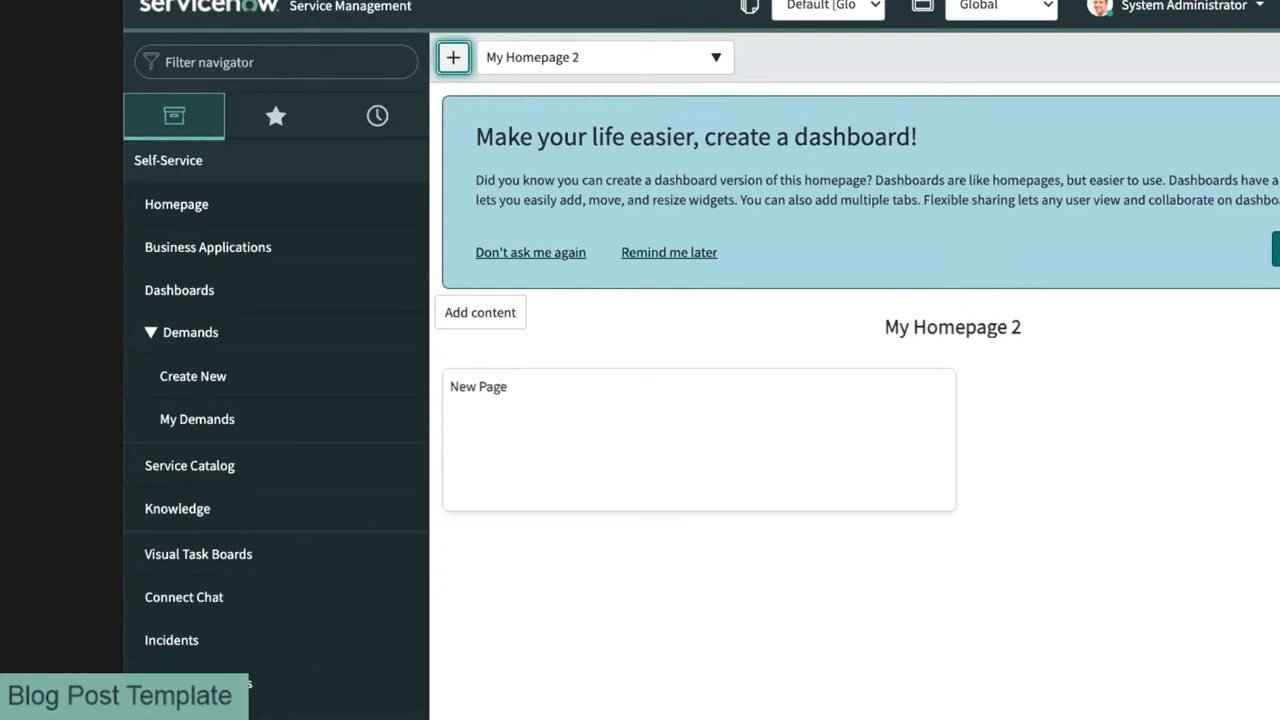 servicenow Service Management
Default [Glo
Global
System Administrator
Filter navigator
+ My Homepage 2
Self-Service
Homepage
Business Applications
Dashboards
Demands
Create New
My Demands
Service Catalog
Knowledge
Visual Task Boards
Connect Chat
Incidents
s
Make your life easier, create a dashboard!
Did you know you can create a dashboard version of this homepage? Dashboards are like homepages, but easier to use. Dashboards have a
lets you easily add, move, and resize widgets. You can also add multiple tabs. Flexible sharing lets any user view and collaborate on dashbo
Don't ask me again Remind me later
Add content
My Homepage 2
New Page
Blog Post Template